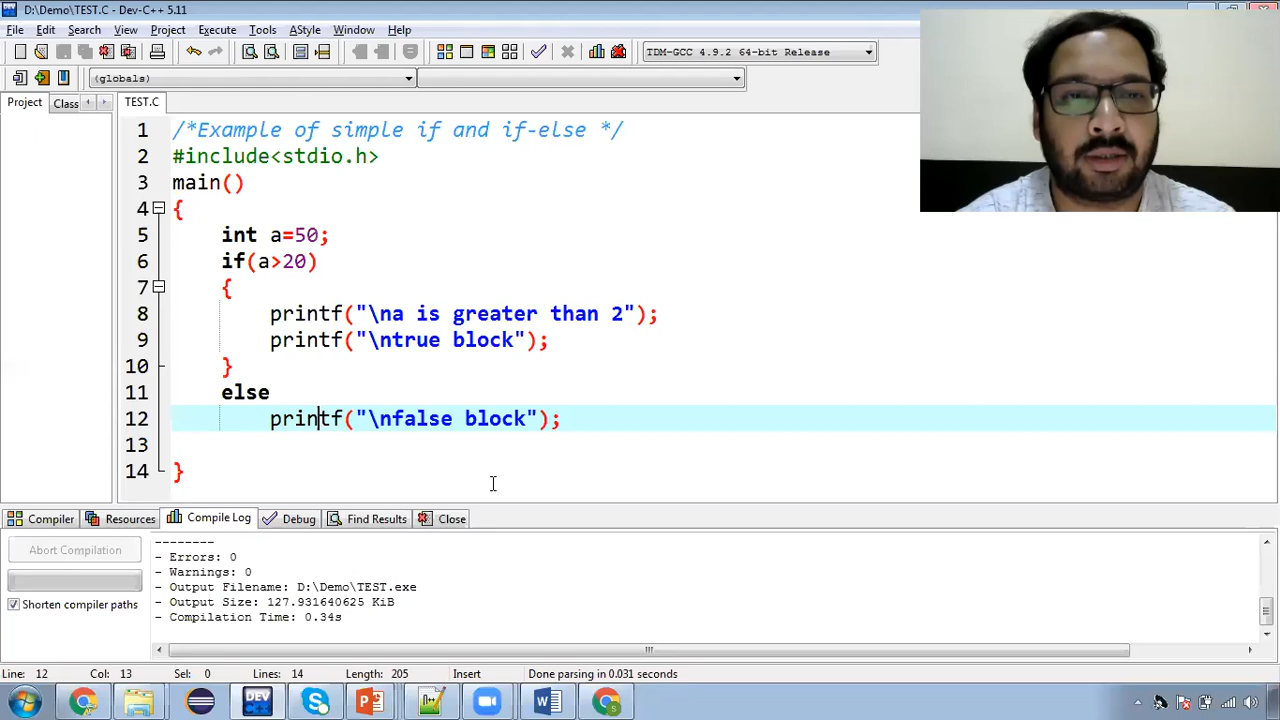 D:\Demo\TEST.C - Dev-C++ 5.11
File Edit Search View Project Execute Tools AStyle Window Help
TDM-GCC 4.9.2 64-bit Release
(globals)
Project Class TEST.C
1 /*Example of simple if and if-else */
2 #include<stdio.h>
3 main()
4 {
5 int a=50;
6 if(a>20)
7 {
8 printf("\na is greater than 2");
9 printf("\ntrue block");
10 }
11 else
12 printf("\nfalse block");
13
14 }
Compiler Resources Compile Log Debug Find Results Close
Abort Compilation
Shorten compiler paths
--------
- Errors: 0
- Warnings: 0
- Output Filename: D:\Demo\TEST.exe
- Output Size: 127.931640625 KiB
- Compilation Time: 0.34s
Line: 12 Col: 13 Sel: 0 Lines: 14 Length: 205 Insert Done parsing in 0.031 seconds
DEV